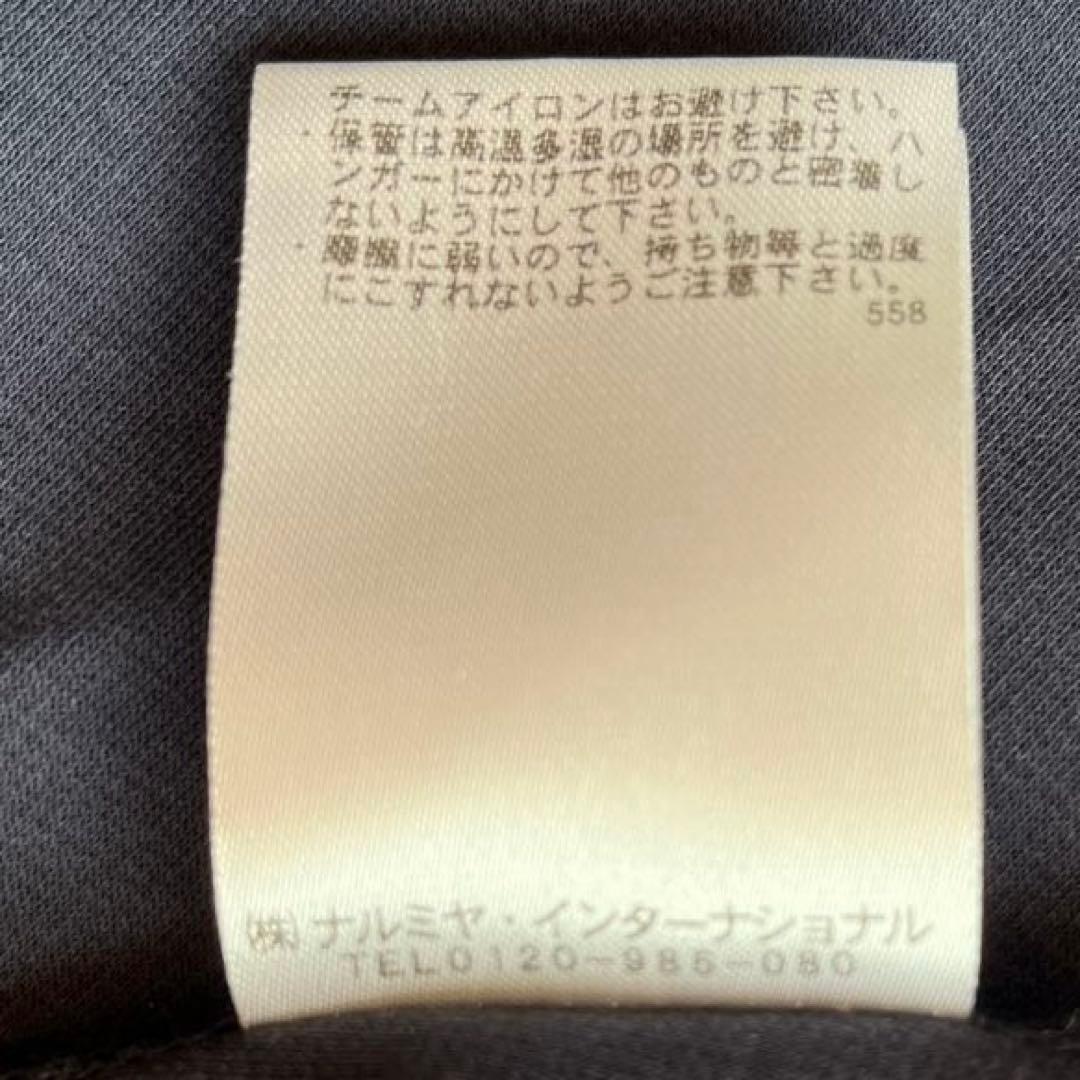 チームアイロンはお避け下さい。
・保管は高温多湿の場所を避け、ハ
ンガーにかけて他のものと密着し
ないようにして下さい。
・摩擦に弱いので、持ち物等と過度
にこすれないようご注意下さい。
558
(株)ナルミヤ・インターナショナル
TEL0120-985-080